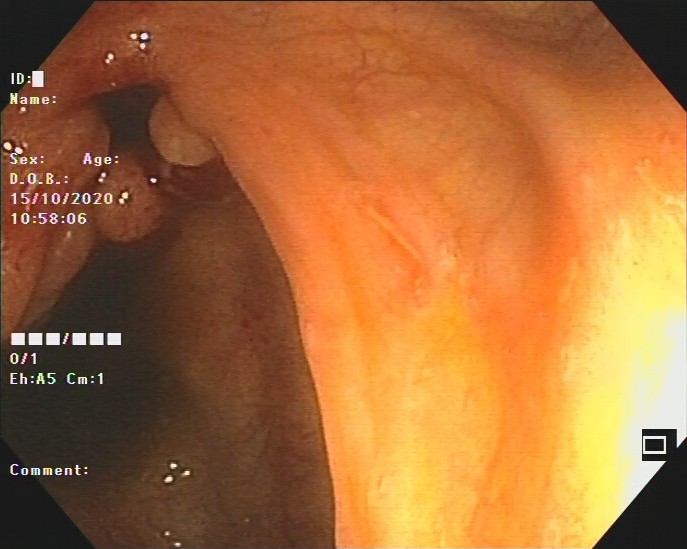 ID:
Name:
Sex: Age:
D.O.B.:
15/10/2020
10:58:06
■■■/■■■
0/1
Eh:A5 Cm:1
Comment: